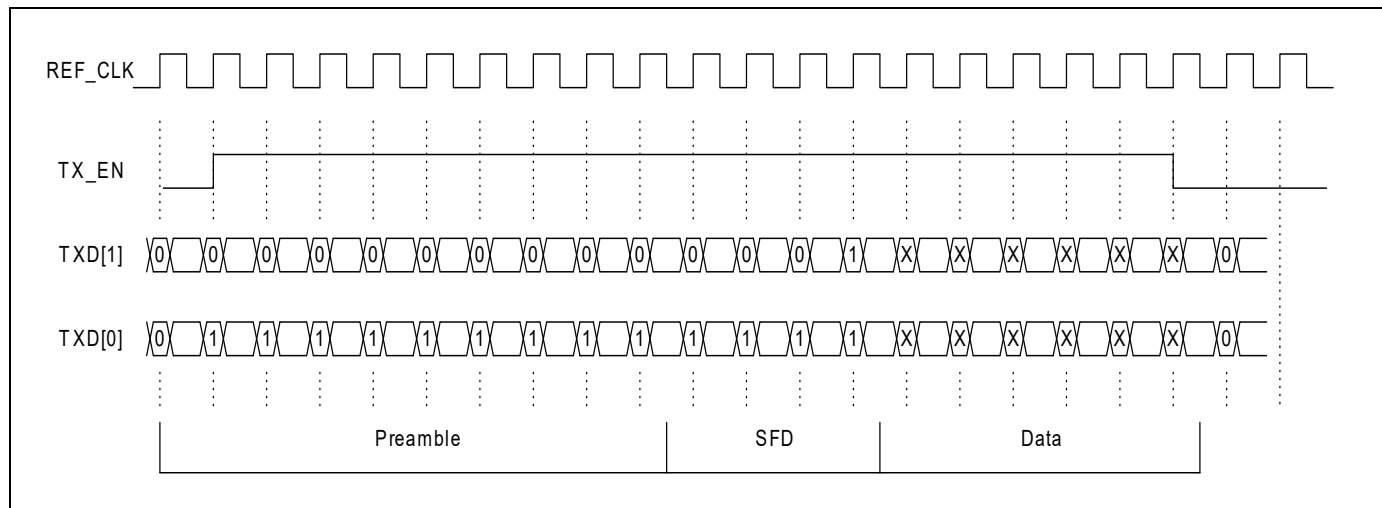 REF_CLK
TX_EN
TXD[1] 0 0 0 0 0 0 0 0 0 0 0 0 0 1 X X X X X X 0
TXD[0] 0 1 1 1 1 1 1 1 1 1 1 1 1 1 X X X X X X 0
Preamble SFD Data